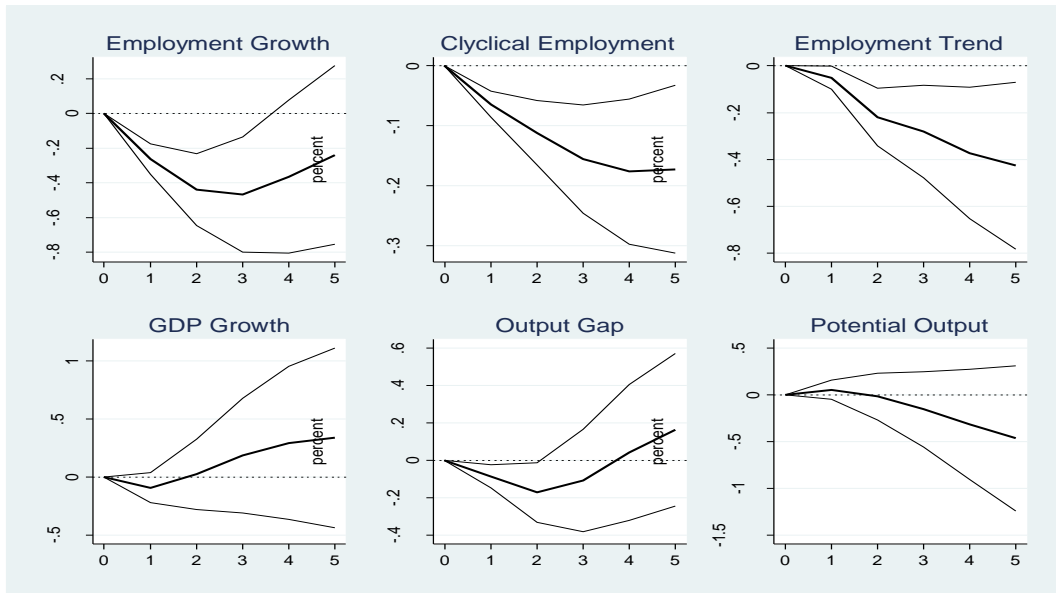 Employment Growth
.2
0
-.2
-.4
-.6
-.8
0 1 2 3 4 5
percent
Clyclical Employment
0
-.1
-.2
-.3
0 1 2 3 4 5
percent
Employment Trend
0
-.2
-.4
-.6
-.8
0 1 2 3 4 5
GDP Growth
1
.5
0
-.5
0 1 2 3 4 5
percent
Output Gap
.6
.4
.2
0
-.2
-.4
0 1 2 3 4 5
percent
Potential Output
.5
0
-.5
-1
-1.5
0 1 2 3 4 5